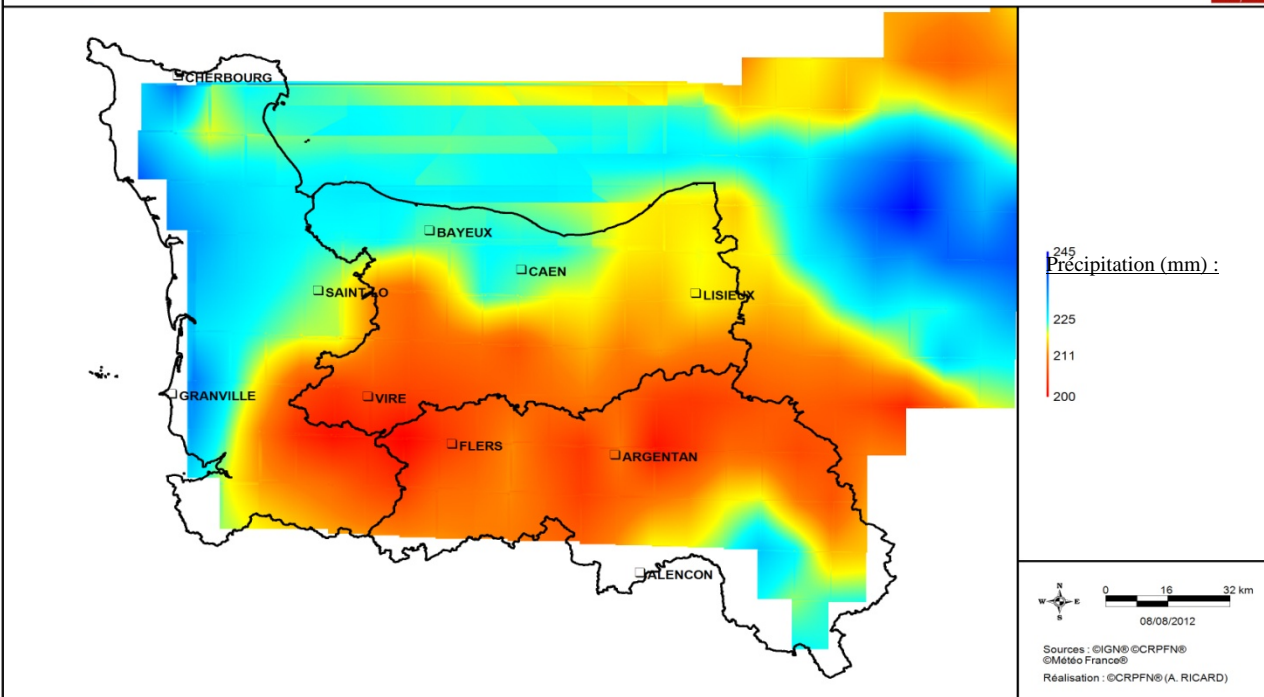 CHERBOURG
BAYEUX
CAEN
SAINT-LO
LISIEUX
GRANVILLE
VIRE
FLERS
ARGENTAN
ALENCON
Précipitation (mm) :
245
225
211
200
N
W E
S
0 16 32 km
08/08/2012
Sources : ©IGN® ©CRPFN®
©Météo France®
Réalisation : ©CRPFN® (A. RICARD)